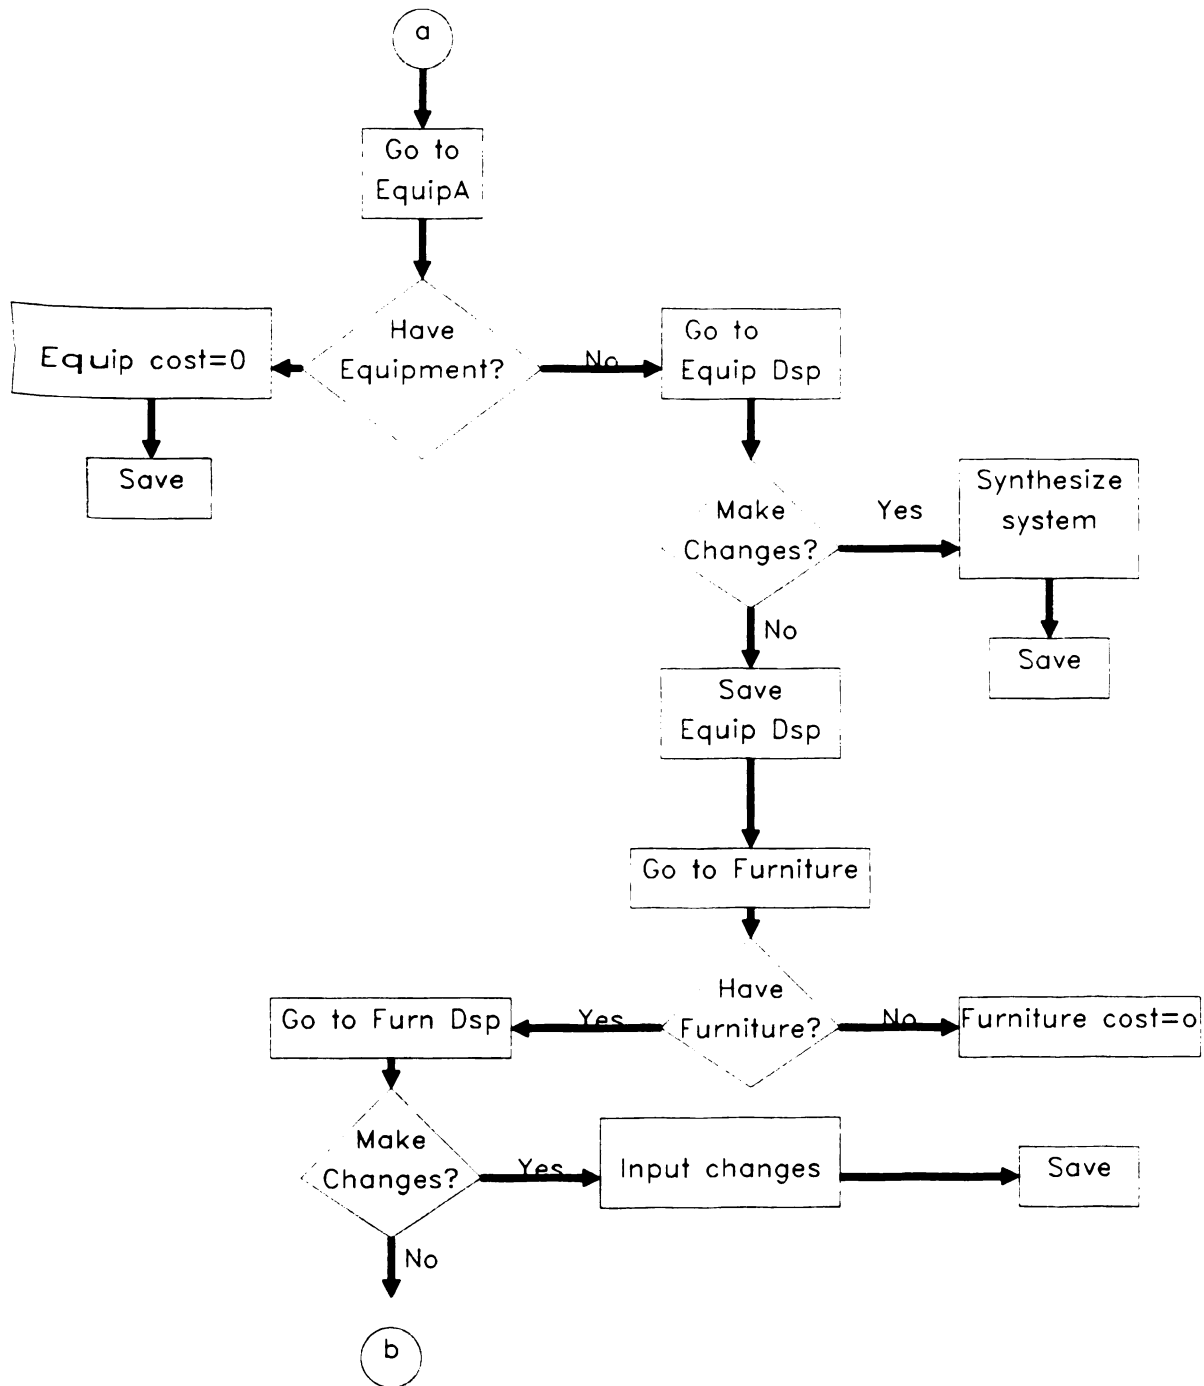 a
Go to
EquipA
Have
Equipment?
Equip cost=0
No
Go to
Equip Dsp
Save
Make
Changes?
Yes
Synthesize
system
No
Save
Save
Equip Dsp
Go to Furniture
Have
Furniture?
Yes
No
Go to Furn Dsp
Furniture cost=o
Make
Changes?
Yes
Input changes
Save
No
b